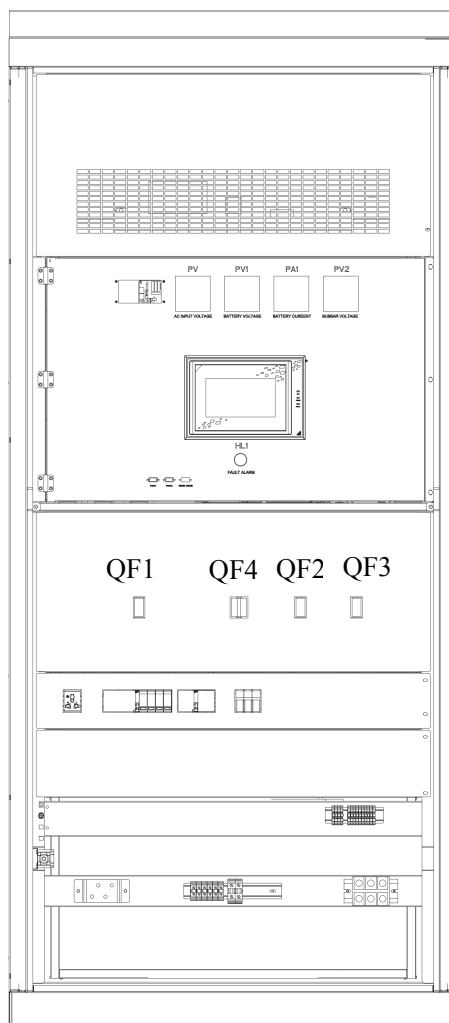 PV PV1 PA1 PV2
AC INPUT VOLTAGE BATTERY VOLTAGE BATTERY CUREENT BUSBAR VOLTAGE
HL1
FAULT ALARM
QF1 QF4 QF2 QF3